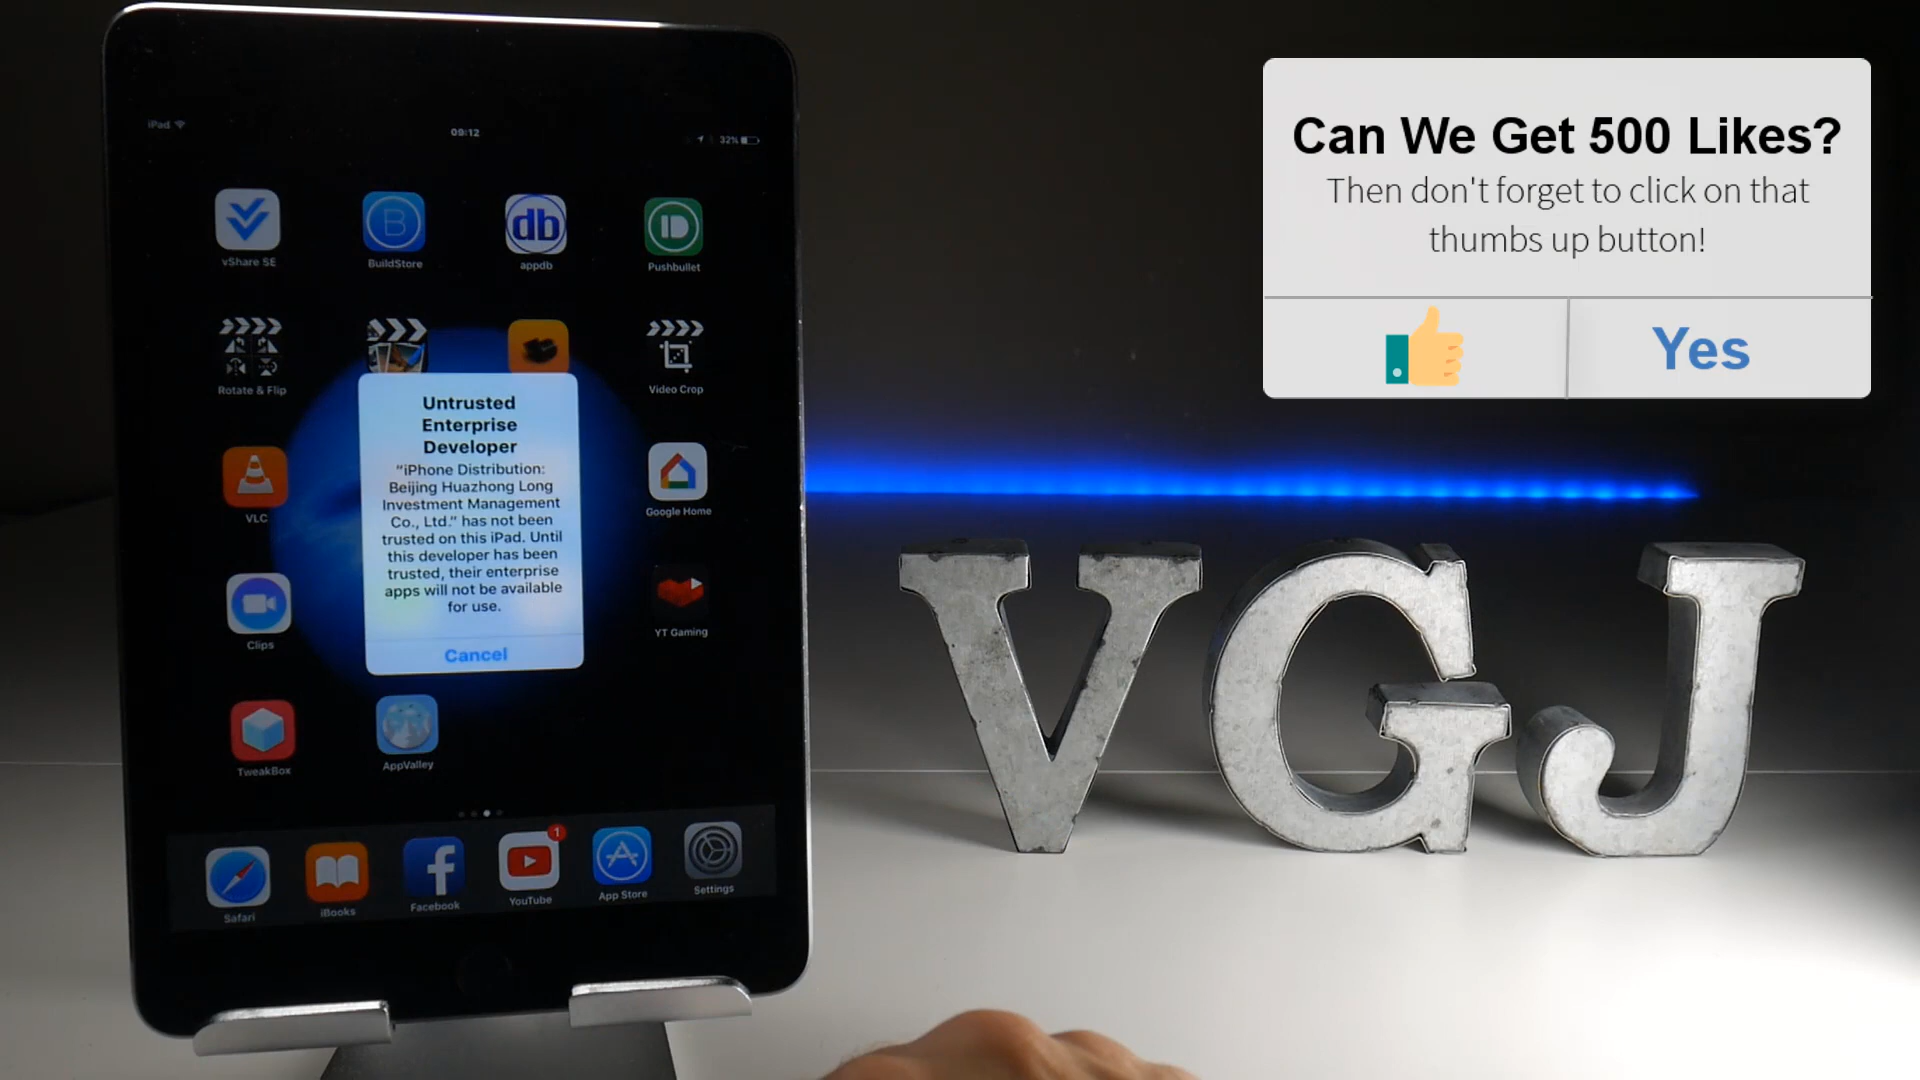 iPad
09:12
32%
vShare SE
BuildStore
appdb
Pushbullet
db
B
Rotate & Flip
Video Crop
Untrusted
Enterprise
Developer
"iPhone Distribution:
Beijing Huazhong Long
Investment Management
Co., Ltd." has not been
trusted on this iPad. Until
this developer has been
trusted, their enterprise
apps will not be available
for use.
Cancel
VLC
Google Home
Clips
YT Gaming
TweakBox
AppValley
1
Safari
iBooks
Facebook
YouTube
App Store
Settings
Can We Get 500 Likes?
Then don't forget to click on that
thumbs up button!
Yes
VGJ